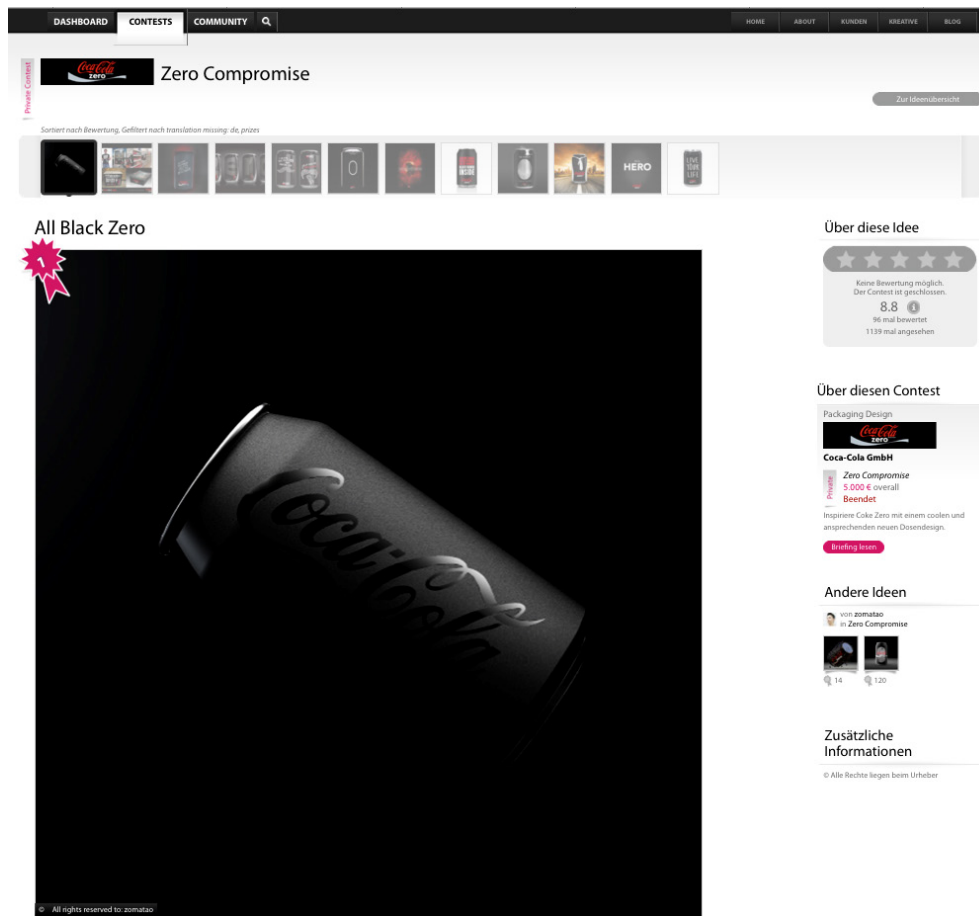 DASHBOARD CONTESTS COMMUNITY
HOME ABOUT KUNDEN KREATIVE BLOG
Private Contest
Coca-Cola
zero
Zero Compromise
Zur Ideenübersicht
Sortiert nach Bewertung, Gefiltert nach translation missing: de, prizes
INSIDE
HERO
LIVE
YOUR
LIFE
All Black Zero
1
Coca-Cola
© All rights reserved to: zomatao
Über diese Idee
Keine Bewertung möglich.
Der Contest ist geschlossen.
8.8 i
96 mal bewertet
1139 mal angesehen
Über diesen Contest
Packaging Design
Coca-Cola
zero
Coca-Cola GmbH
Private
Zero Compromise
5.000 € overall
Beendet
Inspiriere Coke Zero mit einem coolen und
ansprechenden neuen Dosendesign.
Briefing lesen
Andere Ideen
von zomatao
in Zero Compromise
14 120
Zusätzliche
Informationen
© Alle Rechte liegen beim Urheber